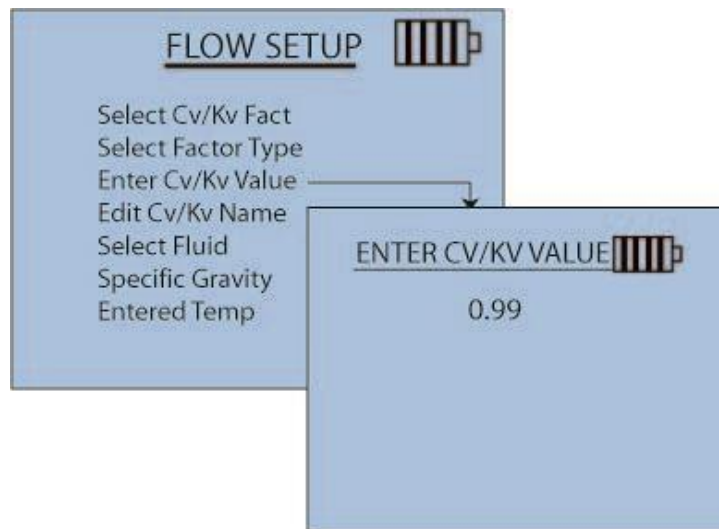 FLOW SETUP
Select Cv/Kv Fact
Select Factor Type
Enter Cv/Kv Value
Edit Cv/Kv Name
Select Fluid
Specific Gravity
Entered Temp
ENTER CV/KV VALUE
0.99